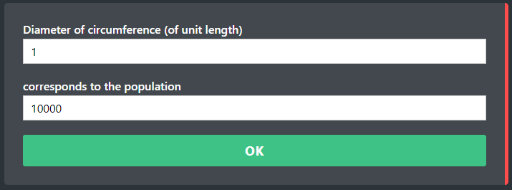 Diameter of circumference (of unit length)
1
corresponds to the population
10000
OK